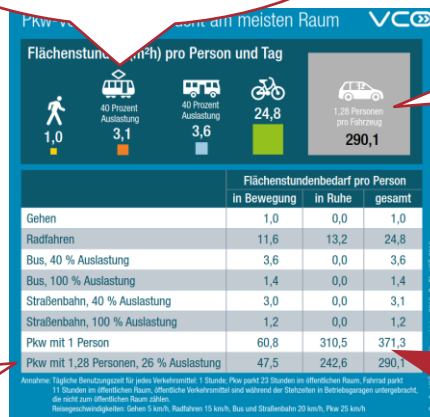 am meisten Raum VCÖ
Flächenstunden (m²h) pro Person und Tag
40 Prozent
Auslastung
40 Prozent
Auslastung
1,28 Personen
pro Fahrzeug
1,0 3,1 3,6 24,8 290,1
Flächenstundenbedarf pro Person
in Bewegung in Ruhe gesamt
Gehen 1,0 0,0 1,0
Radfahren 11,6 13,2 24,8
Bus, 40 % Auslastung 3,6 0,0 3,6
Bus, 100 % Auslastung 1,4 0,0 1,4
Straßenbahn, 40 % Auslastung 3,0 0,0 3,1
Straßenbahn, 100 % Auslastung 1,2 0,0 1,2
Pkw mit 1 Person 60,8 310,5 371,3
Pkw mit 1,28 Personen, 26 % Auslastung 47,5 242,6 290,1
Annahme: Tägliche Benutzungszeit für jedes Verkehrsmittel: 1 Stunde; Pkw parkt 23 Stunden im öffentlichen Raum, Fahrrad parkt
11 Stunden im öffentlichen Raum, öffentliche Verkehrsmittel sind während der Stehzeiten in Betriebsgaragen untergebracht,
die nicht zum öffentlichen Raum zählen.
Reisegeschwindigkeiten: Gehen 5 km/h, Radfahren 15 km/h, Bus und Straßenbahn 20 km/h, Pkw 25 km/h